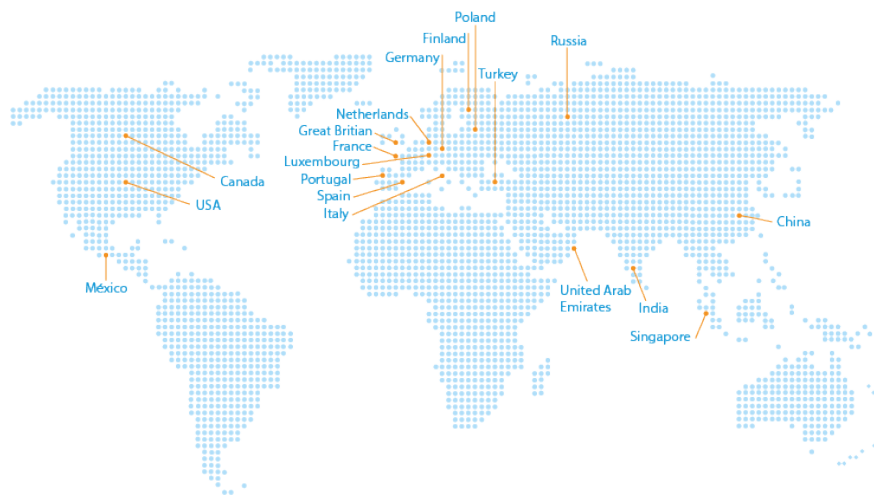 Poland
Finland
Russia
Germany
Turkey
Netherlands
Great Britian
France
Luxembourg
Canada
Portugal
Spain
USA
Italy
China
México
United Arab
Emirates
India
Singapore